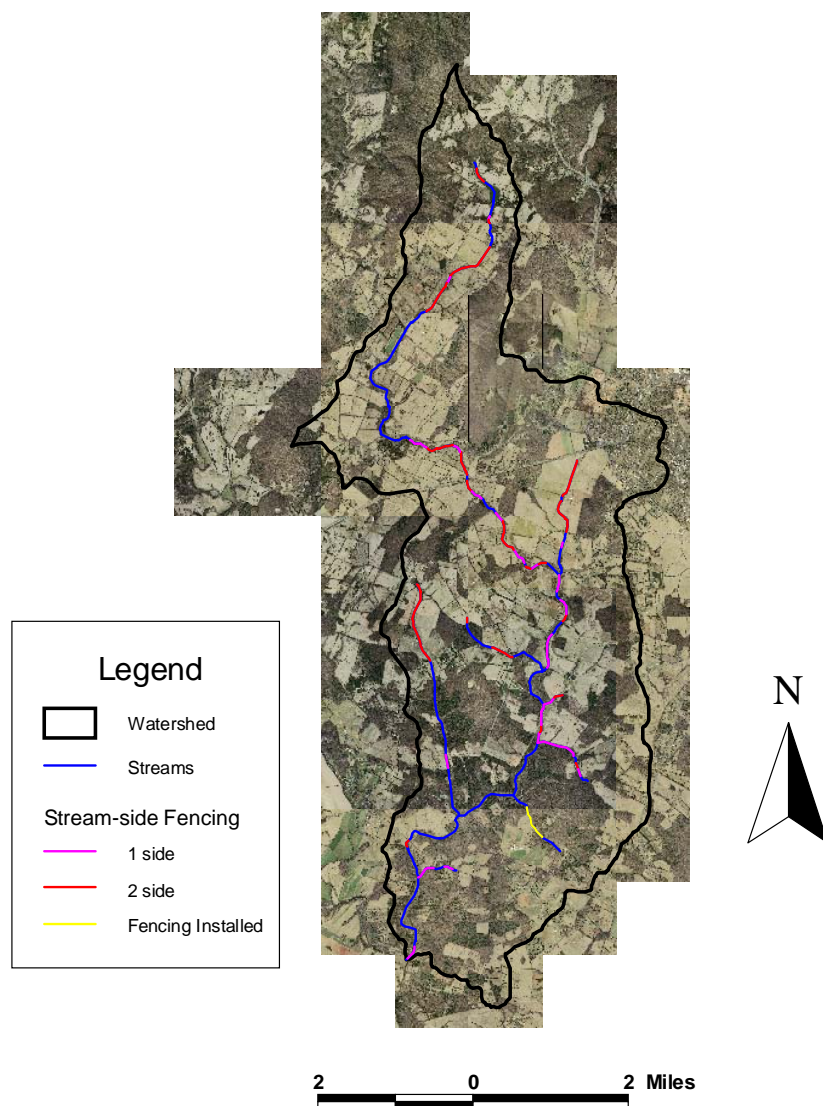 Legend
Watershed
Streams
Stream-side Fencing
1 side
2 side
Fencing Installed
N
2 0 2 Miles